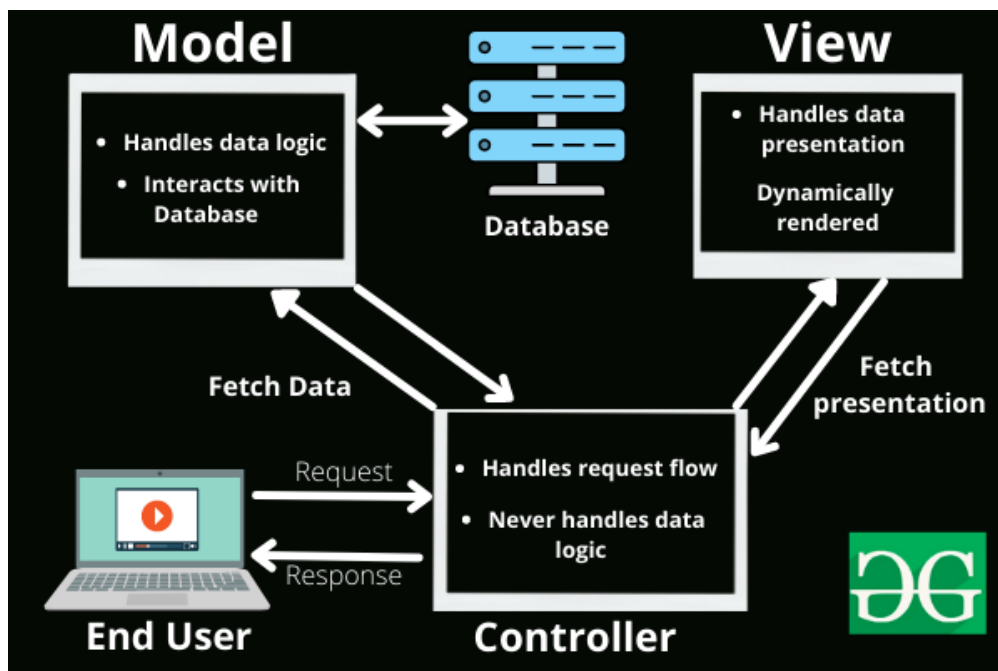 Model
View
• Handles data logic
• Interacts with
Database
Database
• Handles data
presentation
Dynamically
rendered
Fetch Data
Fetch
presentation
Request
Response
• Handles request flow
• Never handles data
logic
End User
Controller
GG